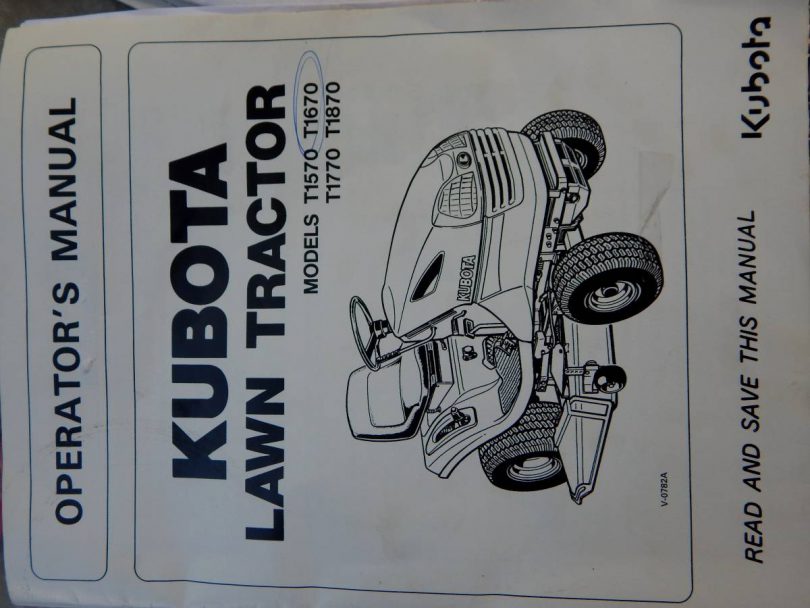 OPERATOR'S MANUAL
KUBOTA
LAWN TRACTOR
MODELS T1570 T1670
T1770 T1870
KUBOTA
V-0782A
READ AND SAVE THIS MANUAL
Kubota